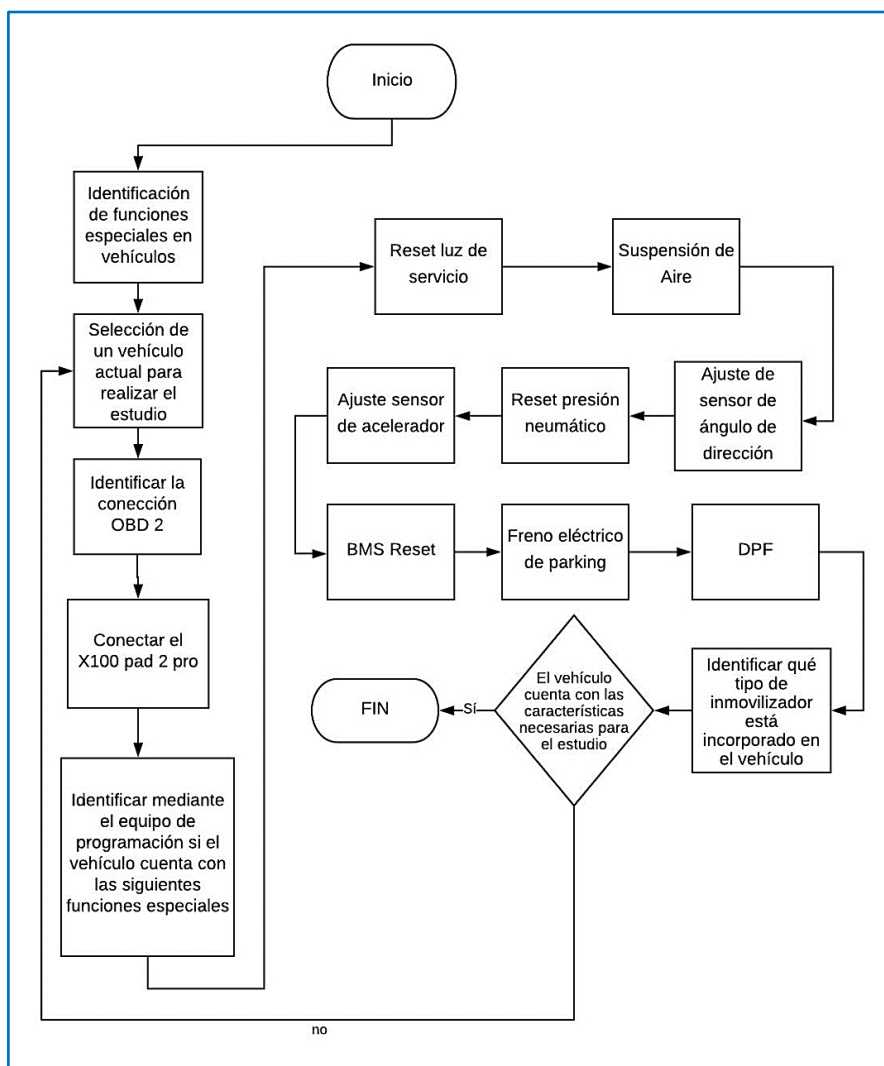 Inicio
Identificación
de funciones
especiales en
vehículos
Selección de
un vehículo
actual para
realizar el
estudio
Identificar la
conección
OBD 2
Conectar el
X100 pad 2 pro
Identificar mediante
el equipo de
programación si el
vehículo cuenta con
las siguientes
funciones especiales
Reset luz de
servicio
Suspensión de
Aire
Ajuste de
sensor de
ángulo de
dirección
Reset presión
neumático
Ajuste sensor
de acelerador
BMS Reset
Freno eléctrico
de parking
DPF
Identificar qué
tipo de
inmovilizador
está
incorporado en
el vehículo
El vehículo
cuenta con las
características
necesarias para
el estudio
Sí
FIN
no